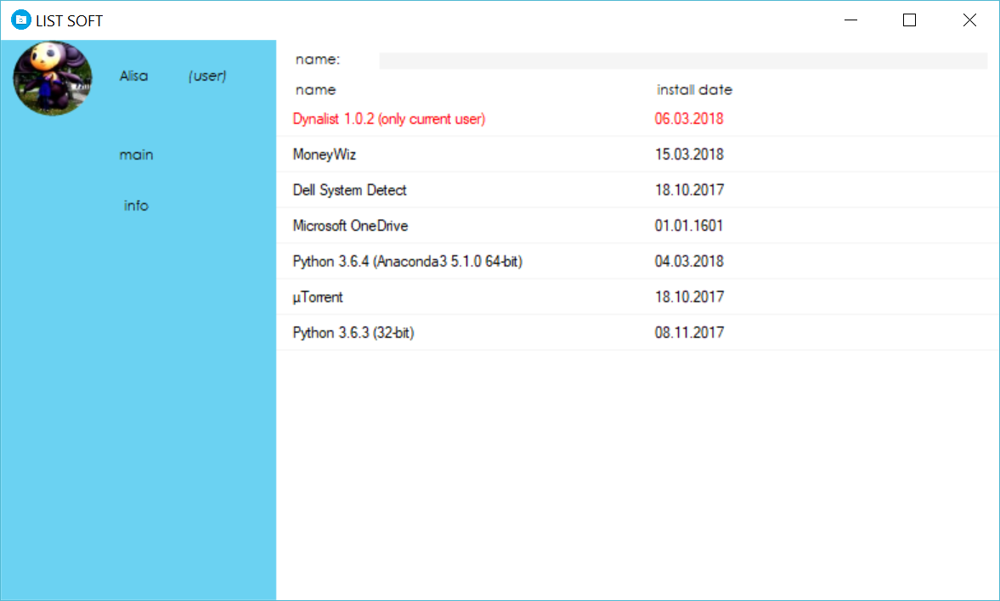 LIST SOFT
Alisa (user)
main
info
name:
name install date
Dynalist 1.0.2 (only current user) 06.03.2018
MoneyWiz 15.03.2018
Dell System Detect 18.10.2017
Microsoft OneDrive 01.01.1601
Python 3.6.4 (Anaconda3 5.1.0 64-bit) 04.03.2018
µTorrent 18.10.2017
Python 3.6.3 (32-bit) 08.11.2017